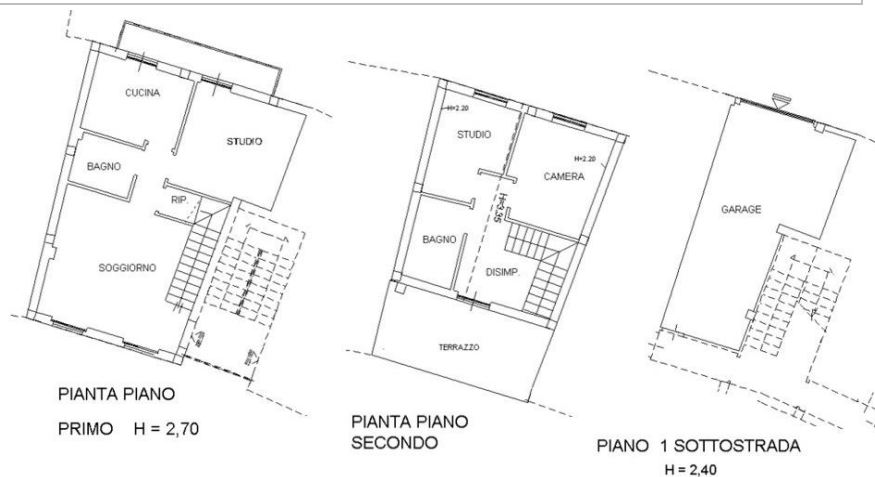 CUCINA
STUDIO
BAGNO
RIP.
SOGGIORNO
PIANTA PIANO
PRIMO H = 2,70
H=2.20
STUDIO
H=2.20
CAMERA
H=3.35
BAGNO
DISIMP.
TERRAZZO
PIANTA PIANO
SECONDO
GARAGE
PIANO 1 SOTTOSTRADA
H = 2,40